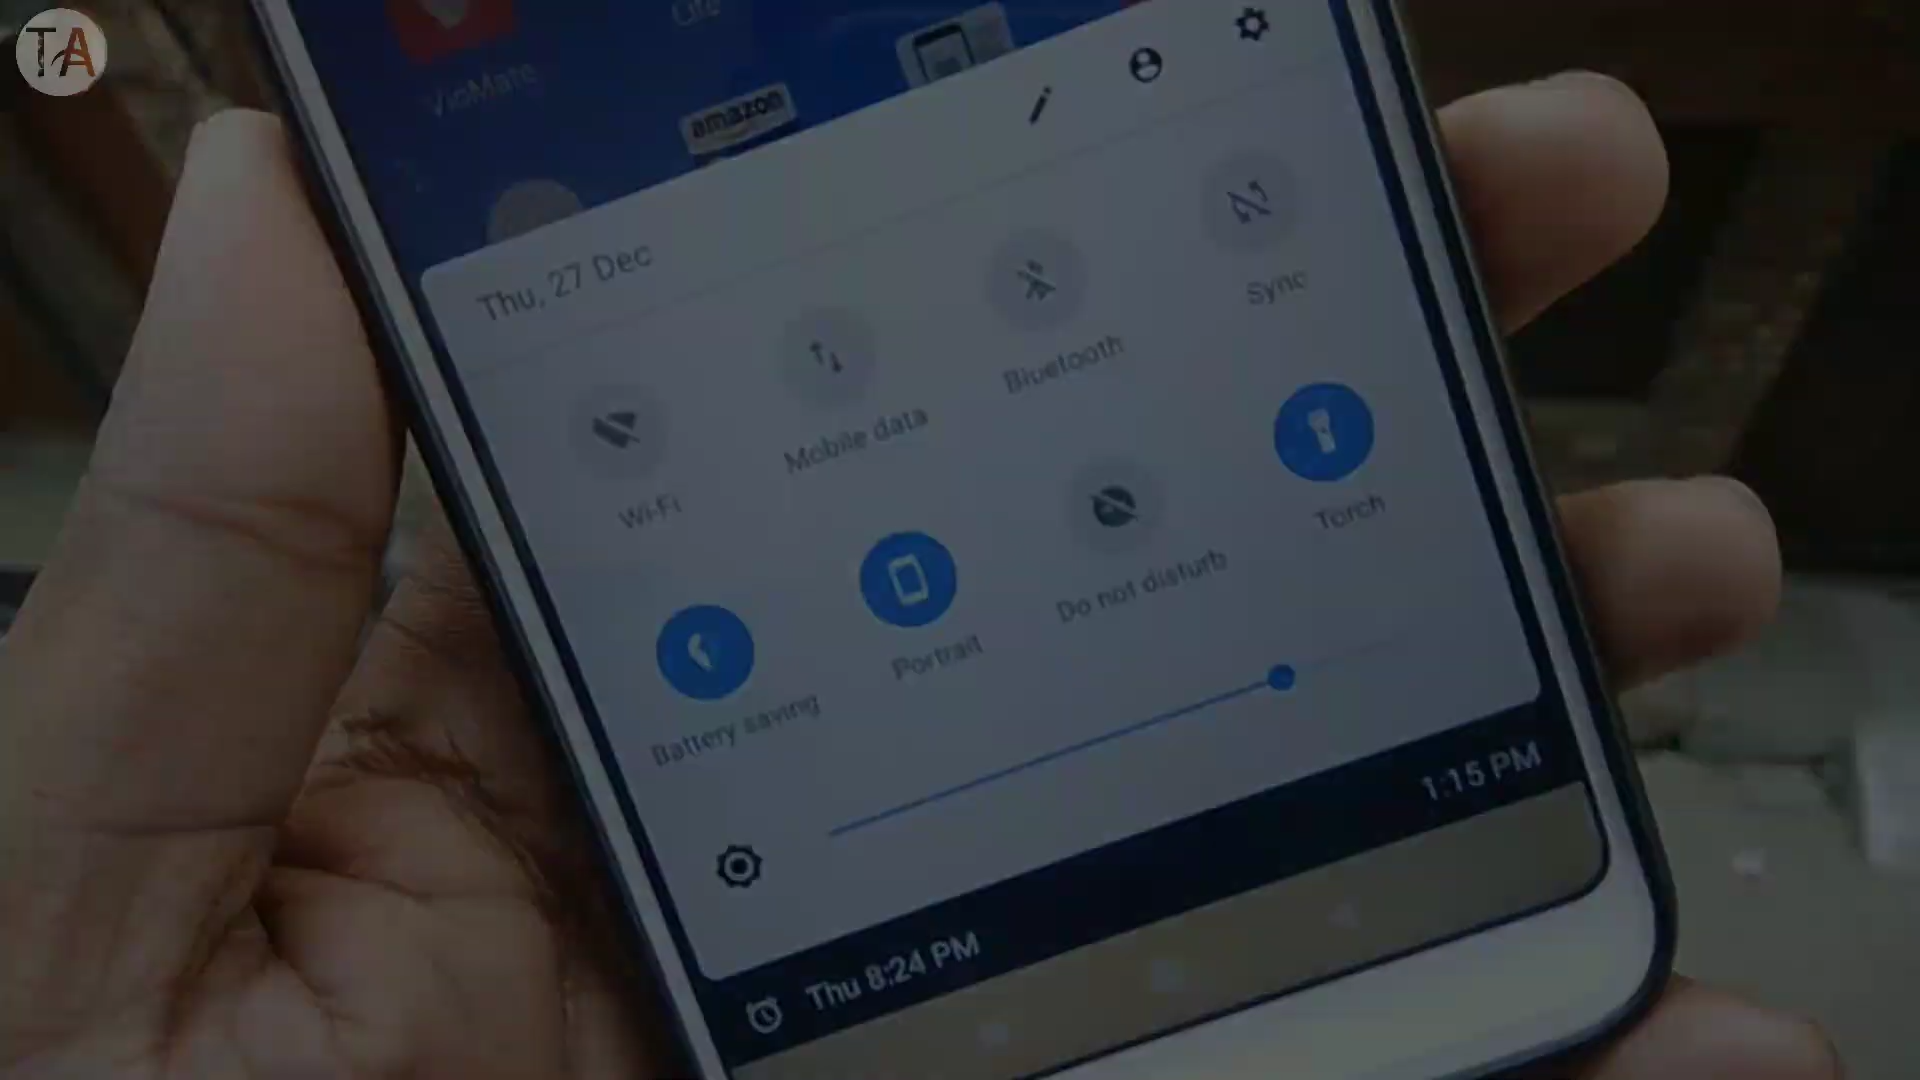 TA
Lite
VidMate
amazon
Thu, 27 Dec
Wi-Fi
Mobile data
Bluetooth
Sync
Battery saving
Portrait
Do not disturb
Torch
Thu 8:24 PM
1:15 PM